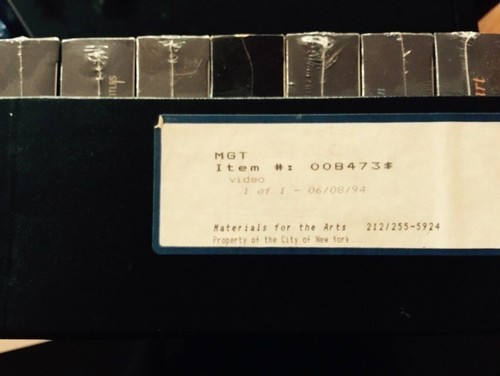 MGT
Item #: 00B473$
video
1 of 1 - 06/08/94
Materials for the Arts 212/255-5924
Property of the City of New York